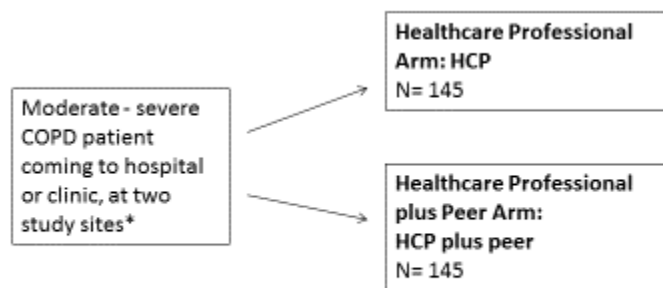 Moderate - severe
COPD patient
coming to hospital
or clinic, at two
study sites*
Healthcare Professional
Arm: HCP
N= 145
Healthcare Professional
plus Peer Arm:
HCP plus peer
N= 145